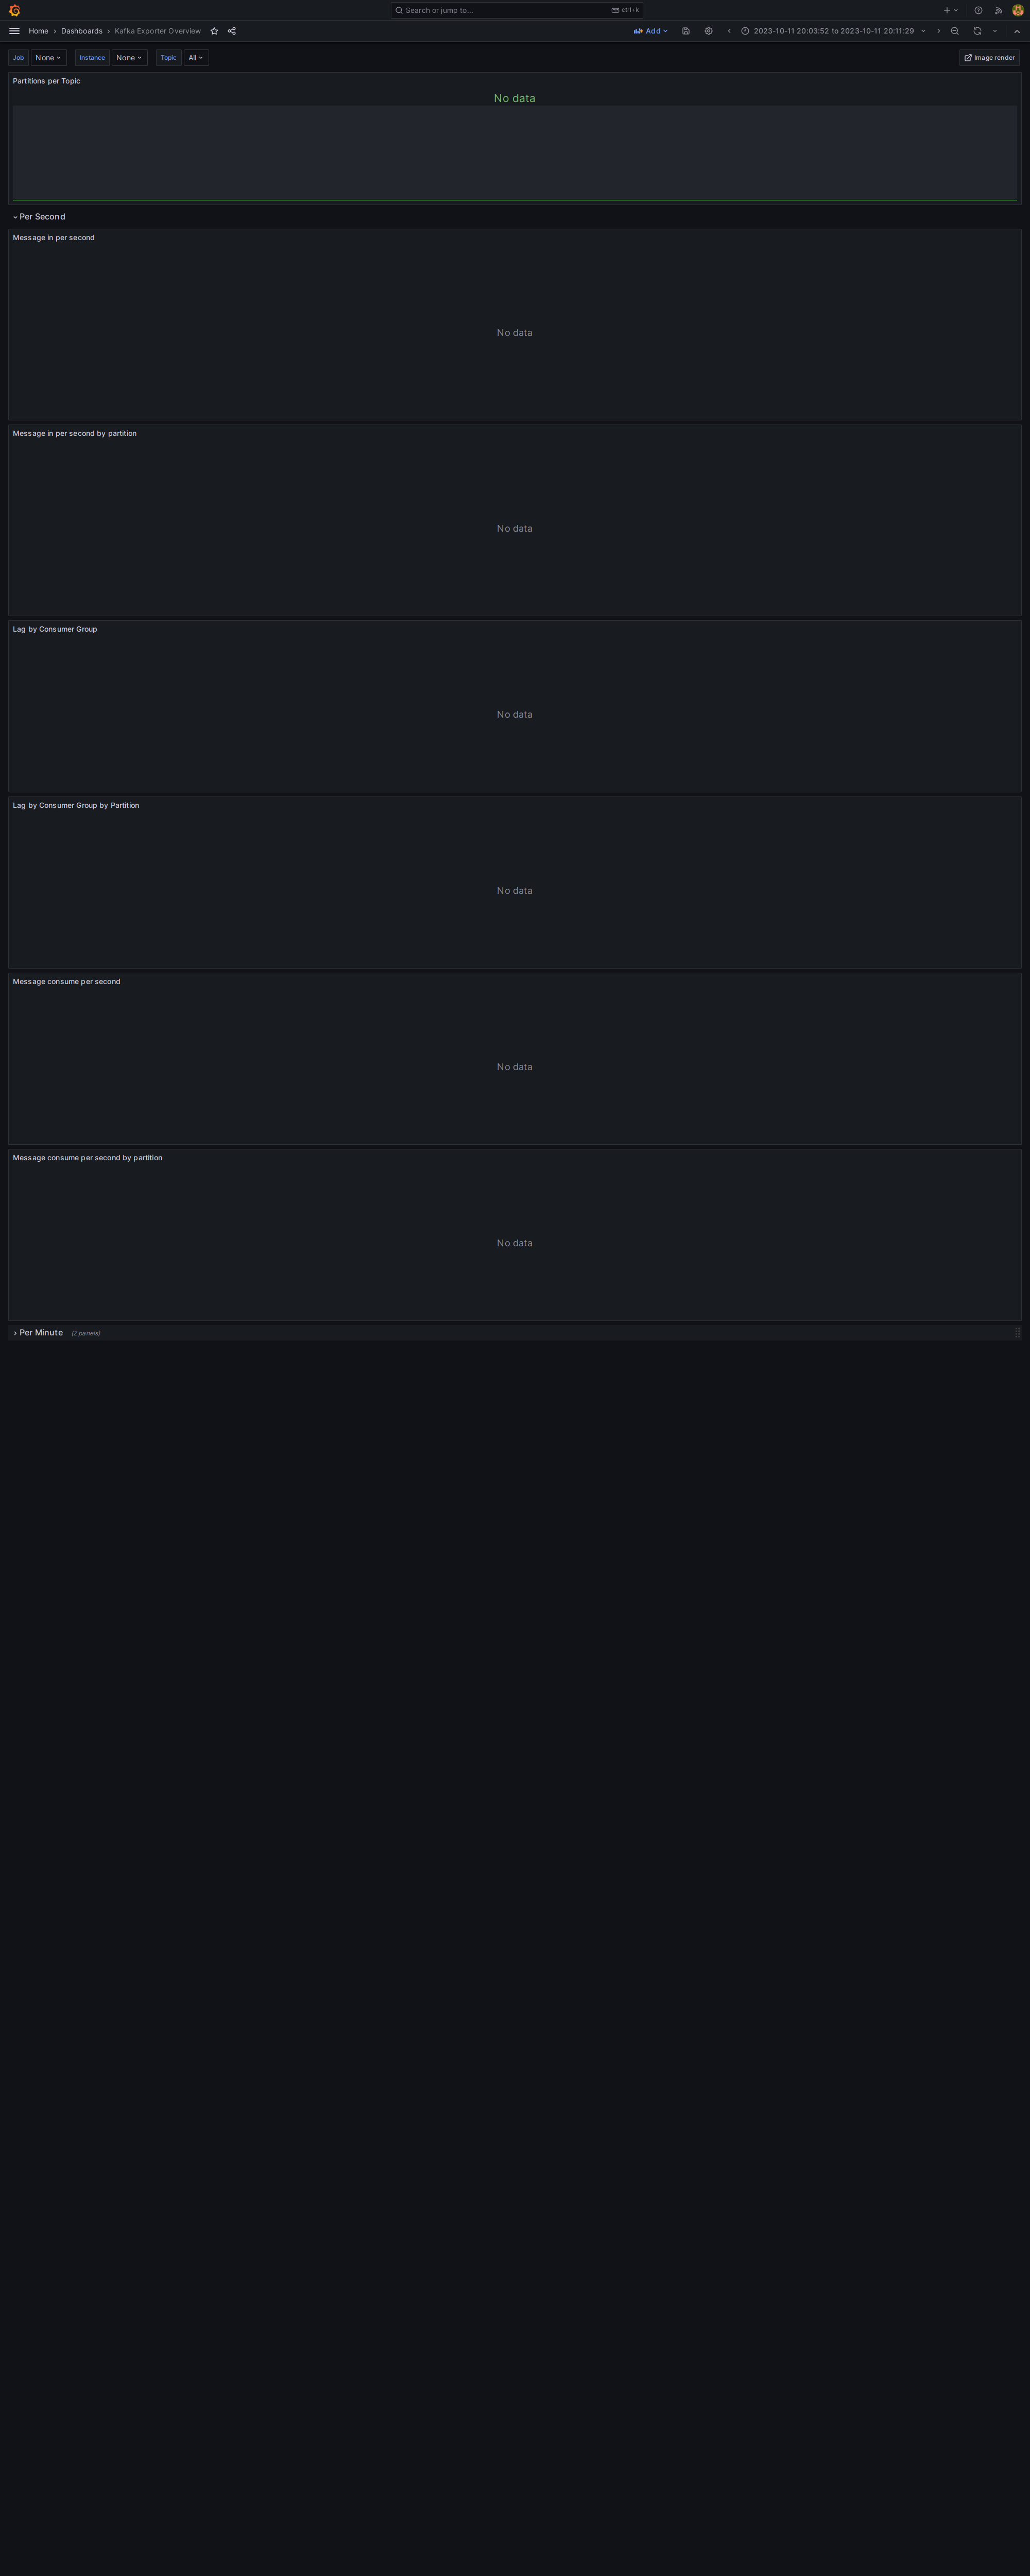 Search or jump to... ctrl+k
Home › Dashboards › Kafka Exporter Overview Add 2023-10-11 20:03:52 to 2023-10-11 20:11:29
Job None Instance None Topic All Image render
Partitions per Topic
No data
Per Second
Message in per second
No data
Message in per second by partition
No data
Lag by Consumer Group
No data
Lag by Consumer Group by Partition
No data
Message consume per second
No data
Message consume per second by partition
No data
Per Minute (2 panels)